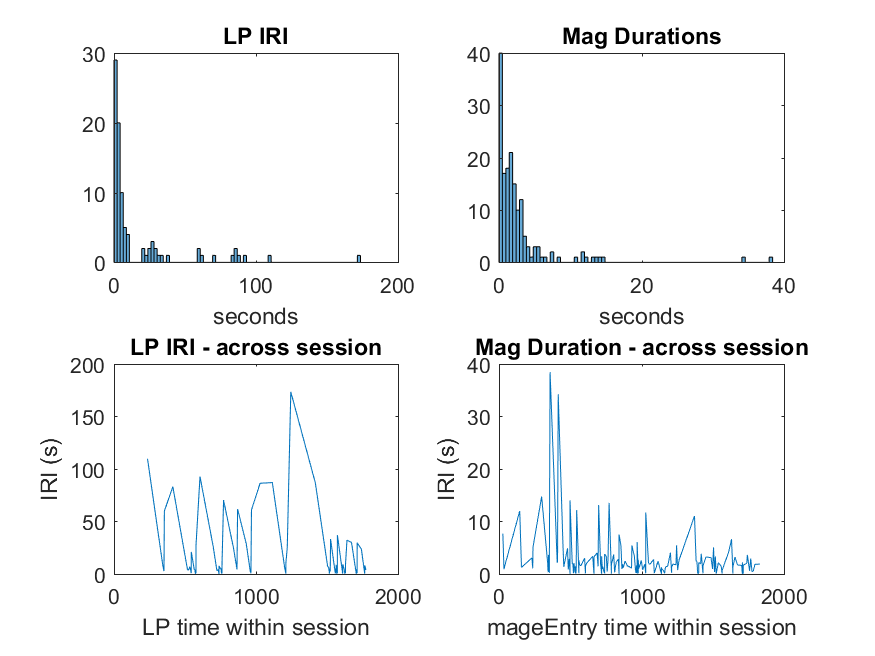 LP IRI
30
20
10
0
0 100 200
seconds
Mag Durations
40
30
20
10
0
0 20 40
seconds
LP IRI - across session
IRI (s)
200
150
100
50
0
0 1000 2000
LP time within session
Mag Duration - across session
IRI (s)
40
30
20
10
0
0 1000 2000
mageEntry time within session